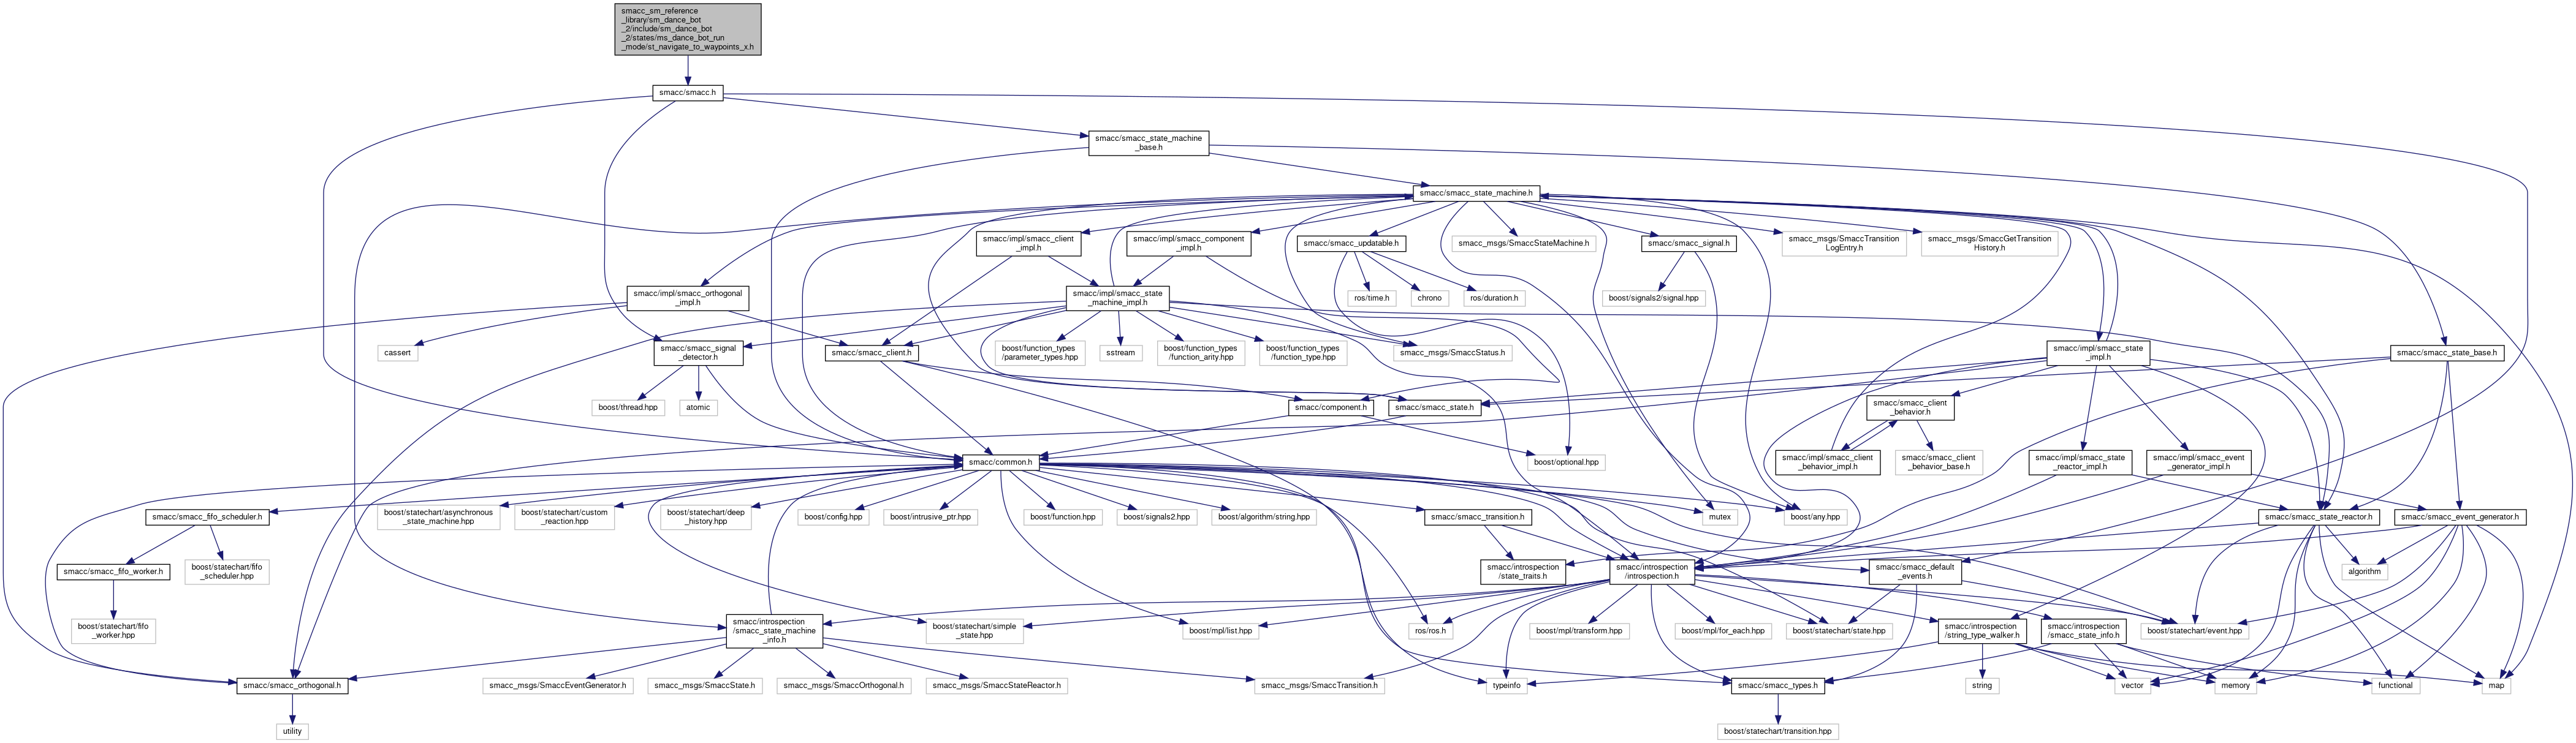 smacc_sm_reference
_library/sm_dance_bot
_2/include/sm_dance_bot
_2/states/ms_dance_bot_run
_mode/st_navigate_to_waypoints_x.h
smacc/smacc.h
smacc/smacc_state_machine
_base.h
smacc/smacc_state_machine.h
smacc/impl/smacc_client
_impl.h
smacc/impl/smacc_component
_impl.h
smacc/smacc_updatable.h
smacc_msgs/SmaccStateMachine.h
smacc/smacc_signal.h
smacc_msgs/SmaccTransition
LogEntry.h
smacc_msgs/SmaccGetTransition
History.h
smacc/impl/smacc_orthogonal
_impl.h
smacc/impl/smacc_state
_machine_impl.h
ros/time.h
chrono
ros/duration.h
boost/signals2/signal.hpp
cassert
smacc/smacc_signal
_detector.h
smacc/smacc_client.h
boost/function_types
/parameter_types.hpp
sstream
boost/function_types
/function_arity.hpp
boost/function_types
/function_type.hpp
smacc_msgs/SmaccStatus.h
smacc/impl/smacc_state
_impl.h
smacc/smacc_state_base.h
boost/thread.hpp
atomic
smacc/component.h
smacc/smacc_state.h
smacc/smacc_client
_behavior.h
smacc/common.h
boost/optional.hpp
smacc/impl/smacc_client
_behavior_impl.h
smacc/smacc_client
_behavior_base.h
smacc/impl/smacc_state
_reactor_impl.h
smacc/impl/smacc_event
_generator_impl.h
smacc/smacc_fifo_scheduler.h
boost/statechart/asynchronous
_state_machine.hpp
boost/statechart/custom
_reaction.hpp
boost/statechart/deep
_history.hpp
boost/config.hpp
boost/intrusive_ptr.hpp
boost/function.hpp
boost/signals2.hpp
boost/algorithm/string.hpp
smacc/smacc_transition.h
mutex
boost/any.hpp
smacc/smacc_state_reactor.h
smacc/smacc_event_generator.h
smacc/smacc_fifo_worker.h
boost/statechart/fifo
_scheduler.hpp
smacc/introspection
/state_traits.h
smacc/introspection
/introspection.h
smacc/smacc_default
_events.h
algorithm
boost/statechart/fifo
_worker.hpp
smacc/introspection
/smacc_state_machine
_info.h
boost/statechart/simple
_state.hpp
boost/mpl/list.hpp
ros/ros.h
boost/mpl/transform.hpp
boost/mpl/for_each.hpp
boost/statechart/state.hpp
smacc/introspection
/string_type_walker.h
smacc/introspection
/smacc_state_info.h
boost/statechart/event.hpp
smacc/smacc_orthogonal.h
smacc_msgs/SmaccEventGenerator.h
smacc_msgs/SmaccState.h
smacc_msgs/SmaccOrthogonal.h
smacc_msgs/SmaccStateReactor.h
smacc_msgs/SmaccTransition.h
typeinfo
smacc/smacc_types.h
string
vector
memory
functional
map
utility
boost/statechart/transition.hpp